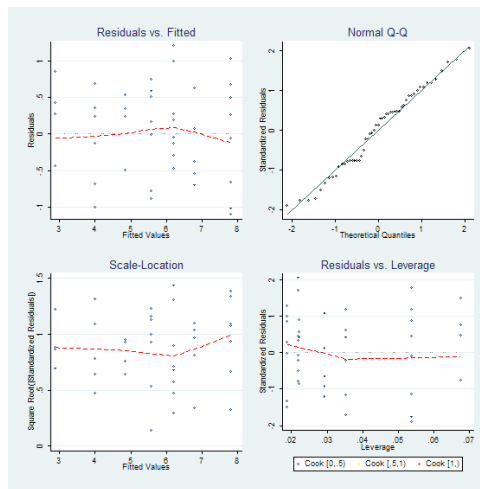 Residuals vs. Fitted
Residuals
1
.5
0
-.5
-1
3 4 5 6 7 8
Fitted Values
Normal Q-Q
Standardized Residuals
2
1
0
-1
-2
-2 -1 0 1 2
Theoretical Quantiles
Scale-Location
Square Root(|Standardized Residuals|)
1.5
1
.5
0
3 4 5 6 7 8
Fitted Values
Residuals vs. Leverage
Standardized Residuals
2
1
0
-1
-2
.02 .03 .04 .05 .06 .07
Leverage
Cook [0..5) Cook [.5,1) Cook [1,)